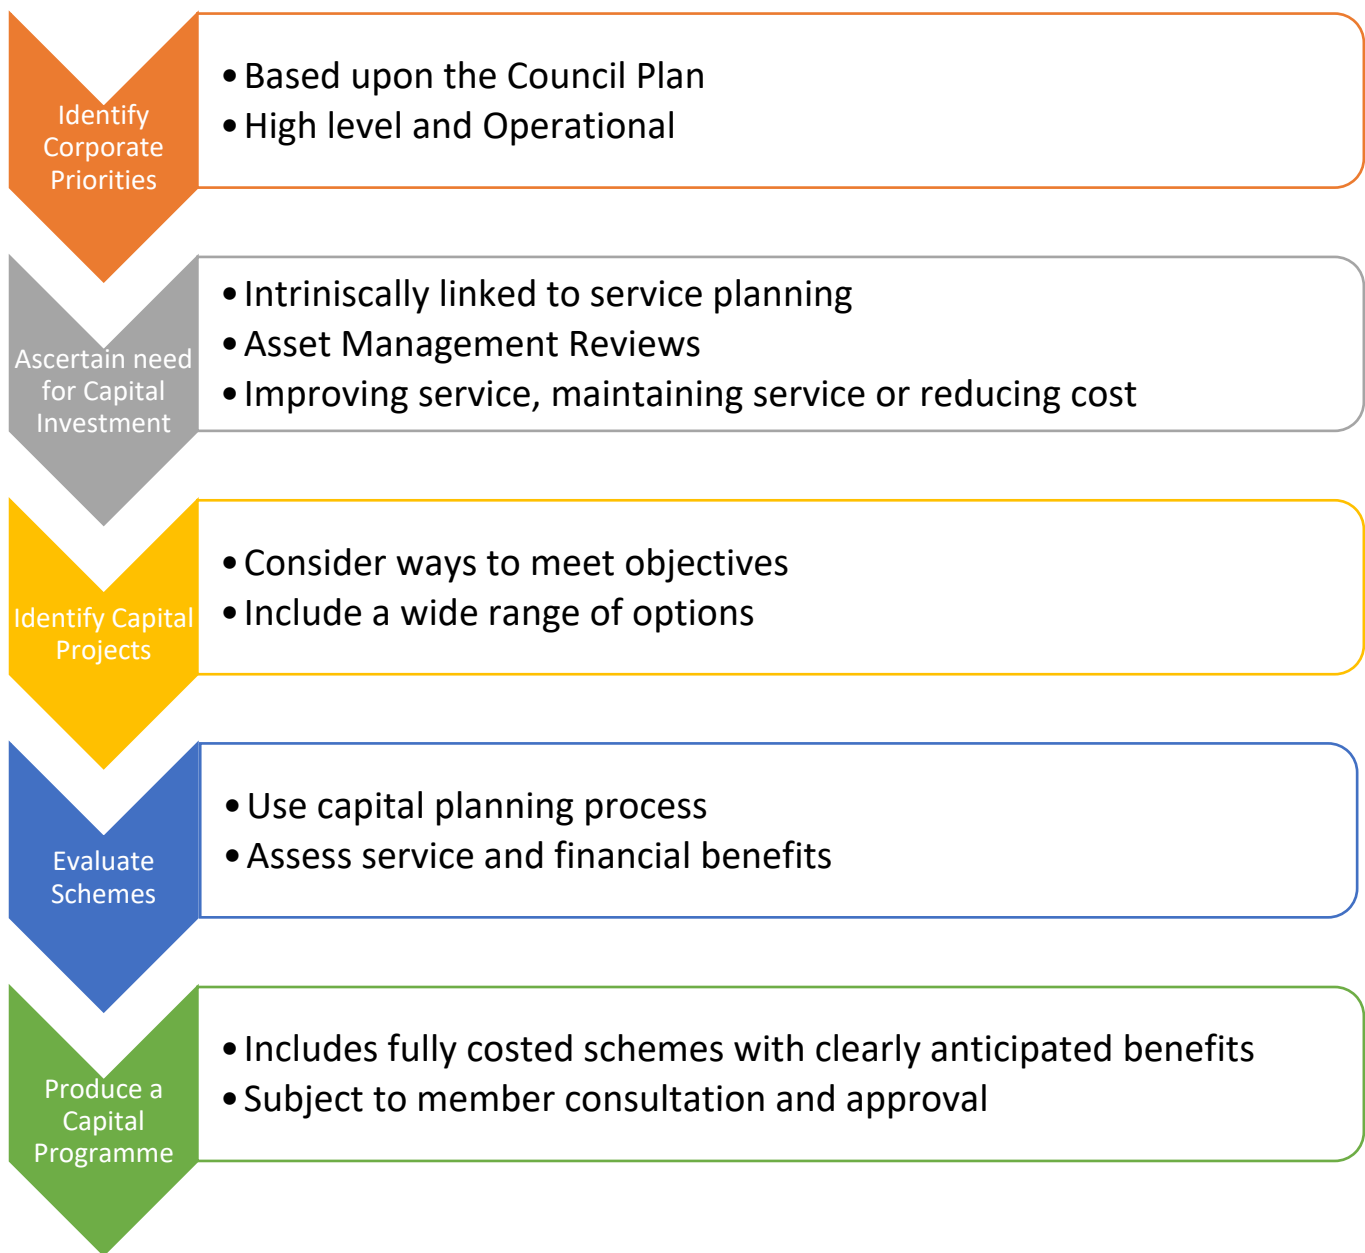 Identify
Corporate
Priorities
• Based upon the Council Plan
• High level and Operational
Ascertain need
for Capital
Investment
• Intriniscally linked to service planning
• Asset Management Reviews
• Improving service, maintaining service or reducing cost
Identify Capital
Projects
• Consider ways to meet objectives
• Include a wide range of options
Evaluate
Schemes
• Use capital planning process
• Assess service and financial benefits
Produce a
Capital
Programme
• Includes fully costed schemes with clearly anticipated benefits
• Subject to member consultation and approval